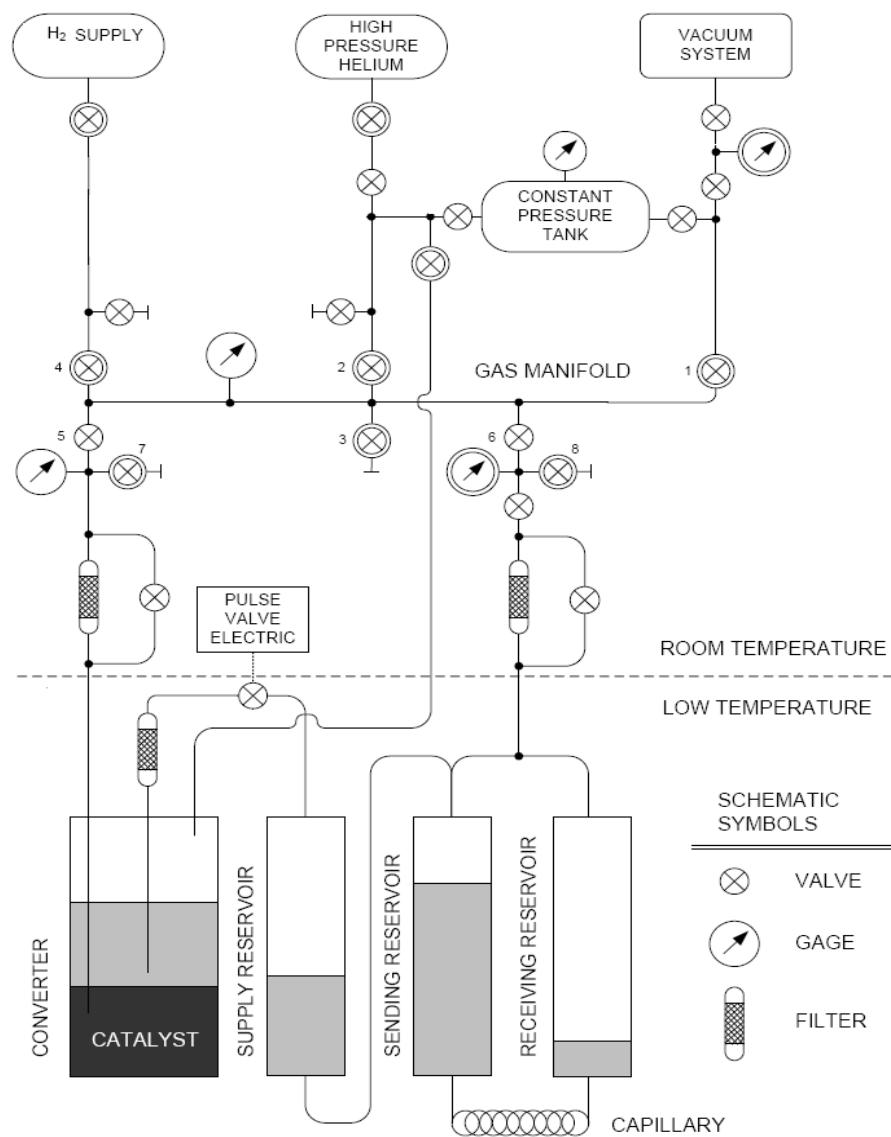 H2 SUPPLY
HIGH
PRESSURE
HELIUM
VACUUM
SYSTEM
CONSTANT
PRESSURE
TANK
4
2
GAS MANIFOLD
1
5
7
3
6
8
PULSE
VALVE
ELECTRIC
ROOM TEMPERATURE
LOW TEMPERATURE
CONVERTER
CATALYST
SUPPLY RESERVOIR
SENDING RESERVOIR
RECEIVING RESERVOIR
CAPILLARY
SCHEMATIC
SYMBOLS
VALVE
GAGE
FILTER